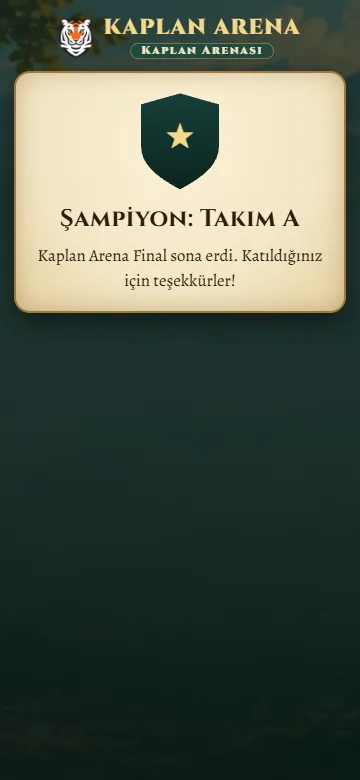 KAPLAN ARENA
Kaplan Arenası
Şampiyon: Takım A
Kaplan Arena Final sona erdi. Katıldığınız
için teşekkürler!